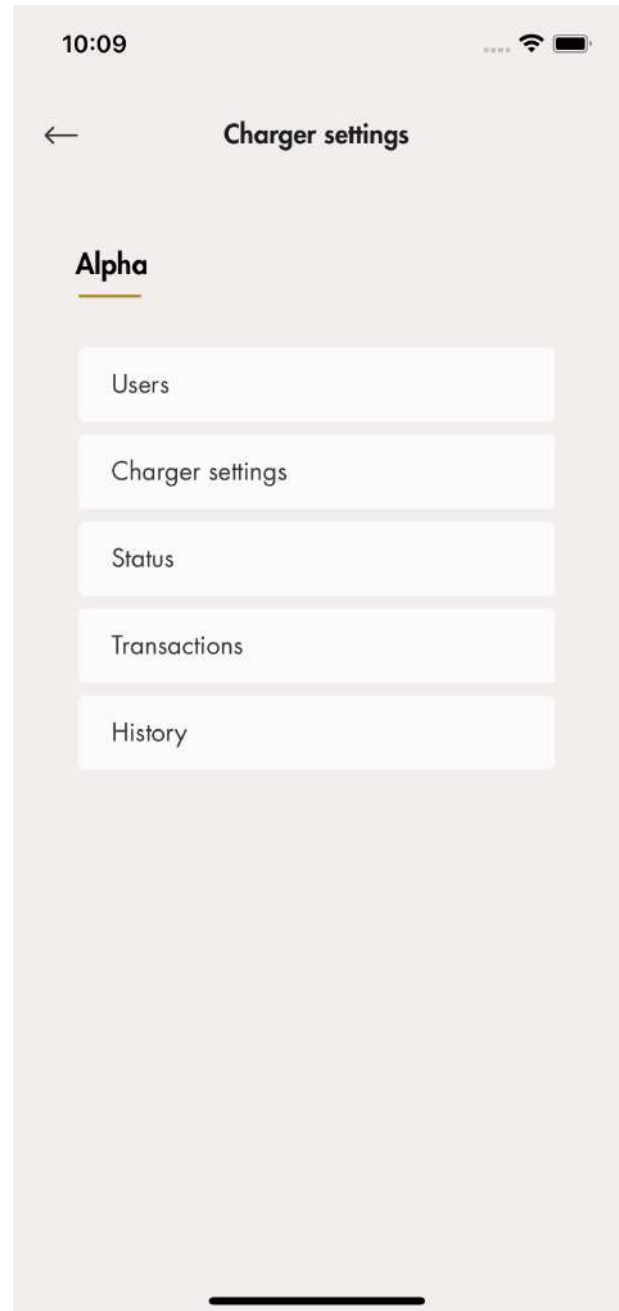 10:09
Charger settings
Alpha
Users
Charger settings
Status
Transactions
History